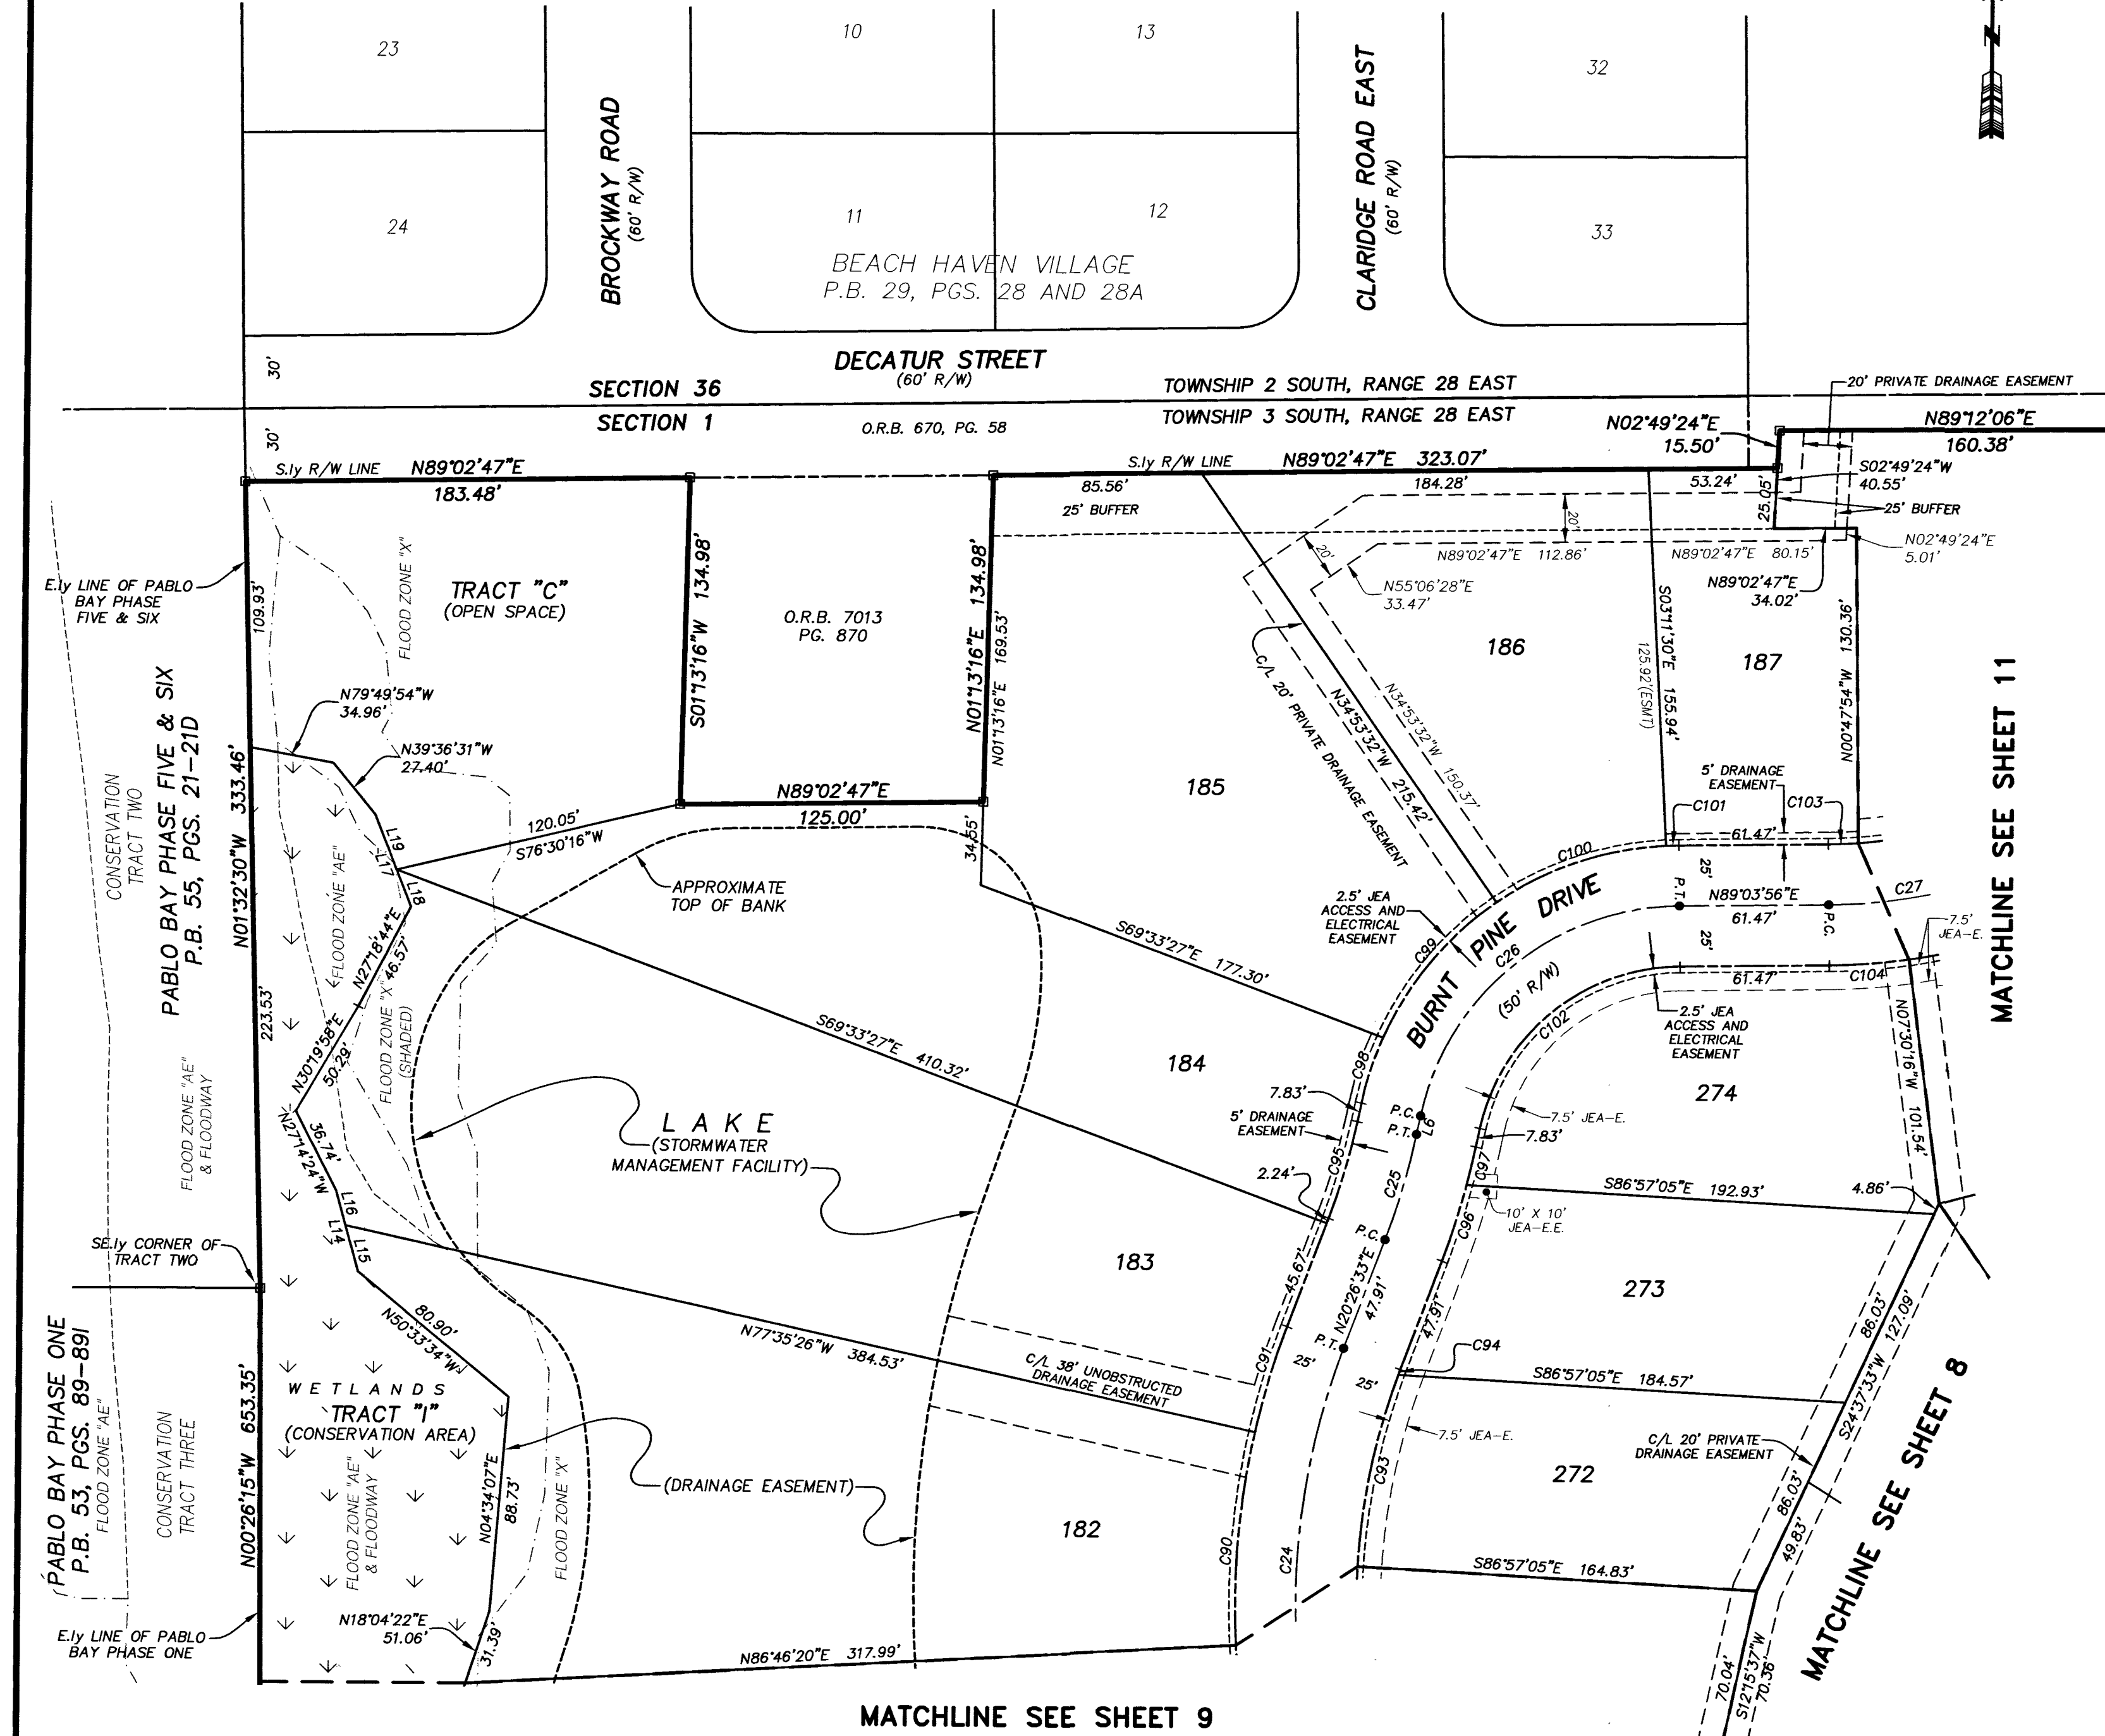 23
10
13
32
N
24
11
12
33
BROCKWAY ROAD
(60' R/W)
CLARIDGE ROAD EAST
(60' R/W)
BEACH HAVEN VILLAGE
P.B. 29, PGS. 28 AND 28A
30'
DECATUR STREET
(60' R/W)
SECTION 36
TOWNSHIP 2 SOUTH, RANGE 28 EAST
SECTION 1
TOWNSHIP 3 SOUTH, RANGE 28 EAST
30'
O.R.B. 670, PG. 58
20' PRIVATE DRAINAGE EASEMENT
N02°49'24"E
15.50'
N89°12'06"E
160.38'
S.ly R/W LINE
N89°02'47"E
183.48'
S.ly R/W LINE
N89°02'47"E 323.07'
85.56'
184.28'
53.24'
25' BUFFER
S02°49'24"W
40.55'
25.05'
25' BUFFER
20'
20'
N89°02'47"E 112.86'
N89°02'47"E 80.15'
N02°49'24"E
5.01'
N89°02'47"E
34.02'
N55°06'28"E
33.47'
E.ly LINE OF PABLO
BAY PHASE
FIVE & SIX
109.93'
FLOOD ZONE "X"
TRACT "C"
(OPEN SPACE)
S01°13'16"W 134.98'
O.R.B. 7013
PG. 870
N01°13'16"E 134.98'
N01°13'16"E 169.53'
C/L 20' PRIVATE DRAINAGE EASEMENT
N34°53'32"W 215.42'
N34°53'32"W 150.37'
186
S03°11'30"E 155.94'
125.92'(ESMT)
187
N00°47'54"W 130.36'
MATCHLINE SEE SHEET 11
CONSERVATION
TRACT TWO
PABLO BAY PHASE FIVE & SIX
P.B. 55, PGS. 21-21D
N01°32'30"W 333.46'
N79°49'54"W
34.96'
N39°36'31"W
27.40'
L19
L17
L18
120.05'
S76°30'16"W
N89°02'47"E
125.00'
34.55'
185
5' DRAINAGE
EASEMENT
C101
C103
61.47'
C100
APPROXIMATE
TOP OF BANK
FLOOD ZONE "AE"
N27°18'44"E
46.57'
FLOOD ZONE "X"
(SHADED)
S69°33'27"E 177.30'
2.5' JEA
ACCESS AND
ELECTRICAL
EASEMENT
C99
BURNT PINE DRIVE
(50' R/W)
C26
P.T.
25'
N89°03'56"E
61.47'
P.C.
C27
25'
61.47'
C104
7.5'
JEA-E.
2.5' JEA
ACCESS AND
ELECTRICAL
EASEMENT
C102
N07°30'16"W 101.54'
223.53'
N30°19'58"E
50.29'
FLOOD ZONE "AE"
& FLOODWAY
S69°33'27"E 410.32'
184
C98
7.83'
5' DRAINAGE
EASEMENT
P.C.
P.T.
L6
274
7.5' JEA-E.
7.83'
LAKE
(STORMWATER
MANAGEMENT FACILITY)
N27°14'24"W
36.74'
L16
L14
L15
C95
2.24'
C25
C97
S86°57'05"E 192.93'
4.86'
10' X 10'
JEA-E.E.
C96
SE.ly CORNER OF
TRACT TWO
183
45.67'
P.C.
N20°26'33"E
47.91'
P.T.
47.91'
273
86.03'
127.09'
S24°37'33"W
80.90'
N50°33'34"W
N77°35'26"W 384.53'
C/L 38' UNOBSTRUCTED
DRAINAGE EASEMENT
C91
25'
25'
C94
S86°57'05"E 184.57'
PABLO BAY PHASE ONE
P.B. 53, PGS. 89-89I
FLOOD ZONE "AE"
CONSERVATION
TRACT THREE
N00°26'15"W 653.35'
WETLANDS
TRACT "I"
(CONSERVATION AREA)
FLOOD ZONE "AE"
& FLOODWAY
N04°34'07"E
88.73'
FLOOD ZONE "X"
(DRAINAGE EASEMENT)
7.5' JEA-E.
C93
272
C/L 20' PRIVATE
DRAINAGE EASEMENT
86.03'
49.83'
MATCHLINE SEE SHEET 8
182
C90
C24
S86°57'05"E 164.83'
E.ly LINE OF PABLO
BAY PHASE ONE
N18°04'22"E
51.06'
31.39'
N86°46'20"E 317.99'
70.04'
S12°15'37"W
70.36'
MATCHLINE SEE SHEET 9